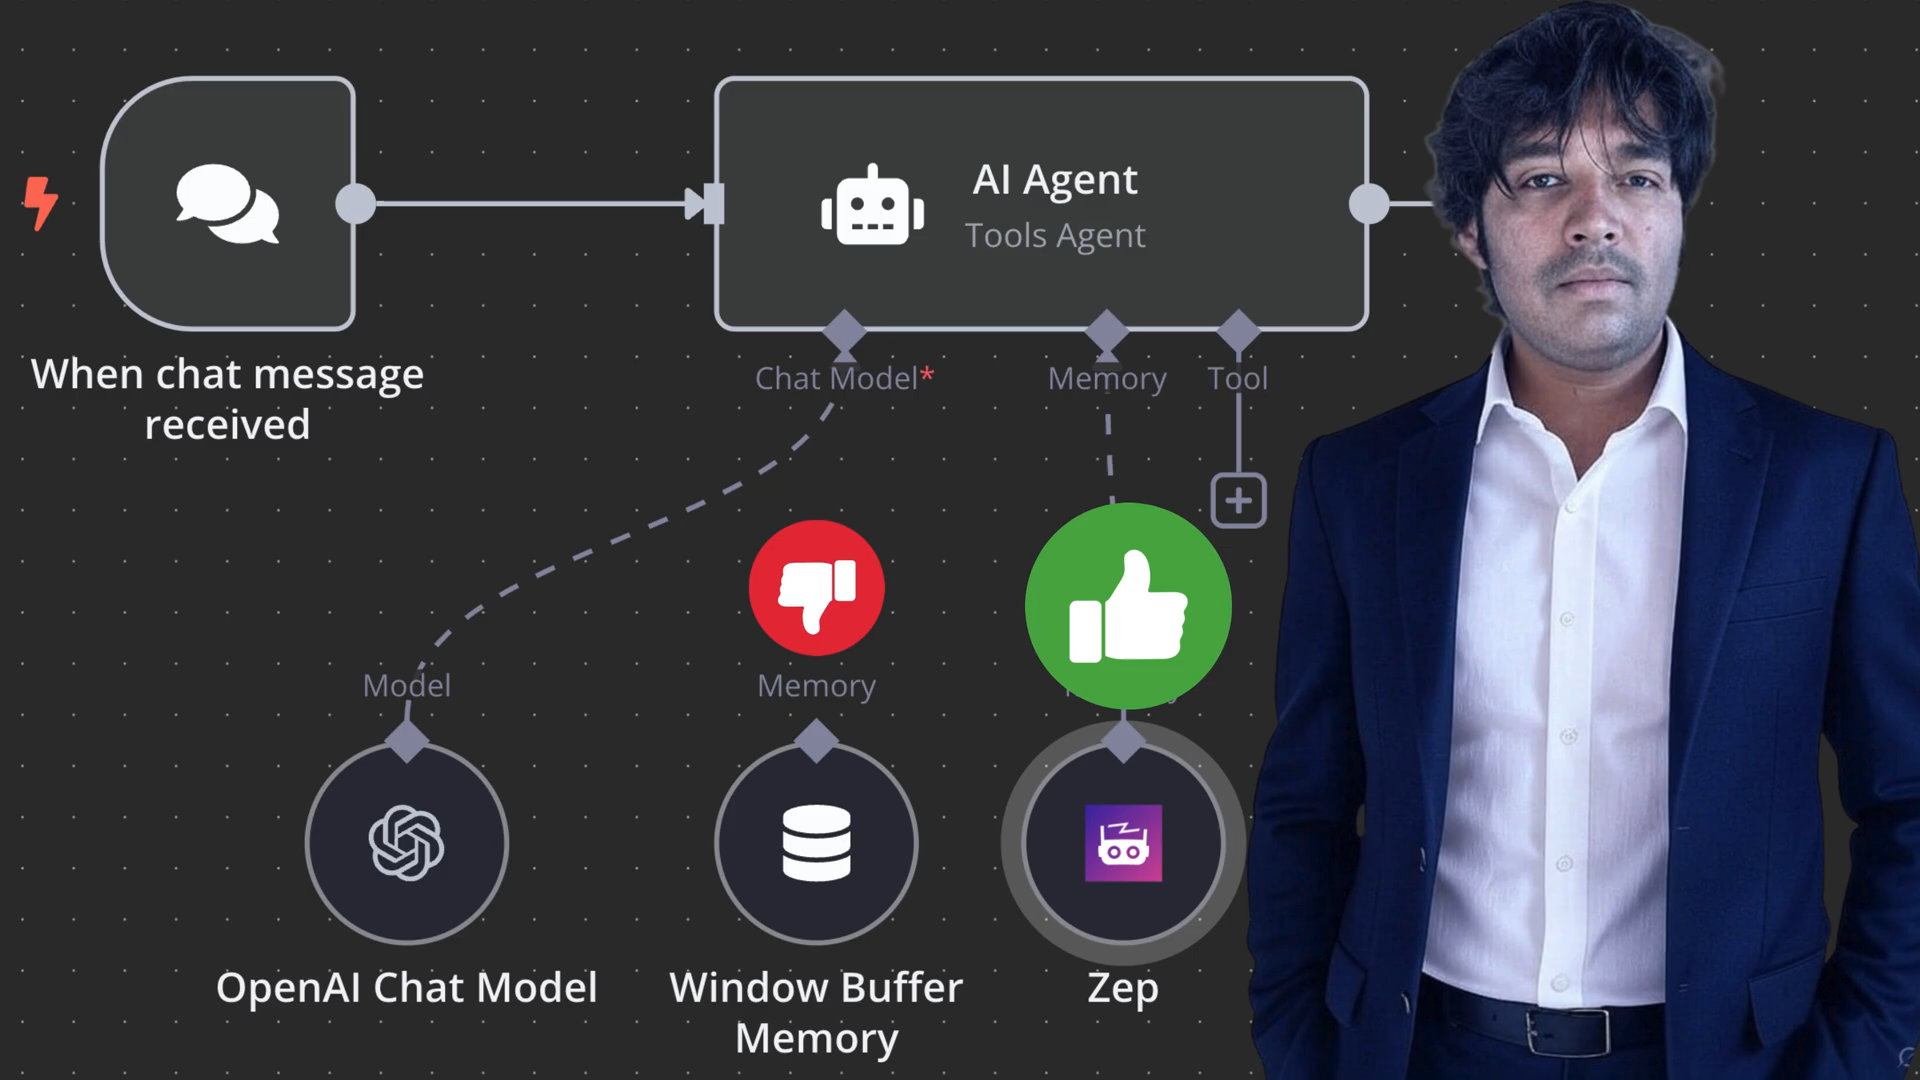 AI Agent
Tools Agent
When chat message
received
Chat Model*
Memory
Tool
Model
Memory
OpenAI Chat Model
Window Buffer
Memory
Zep